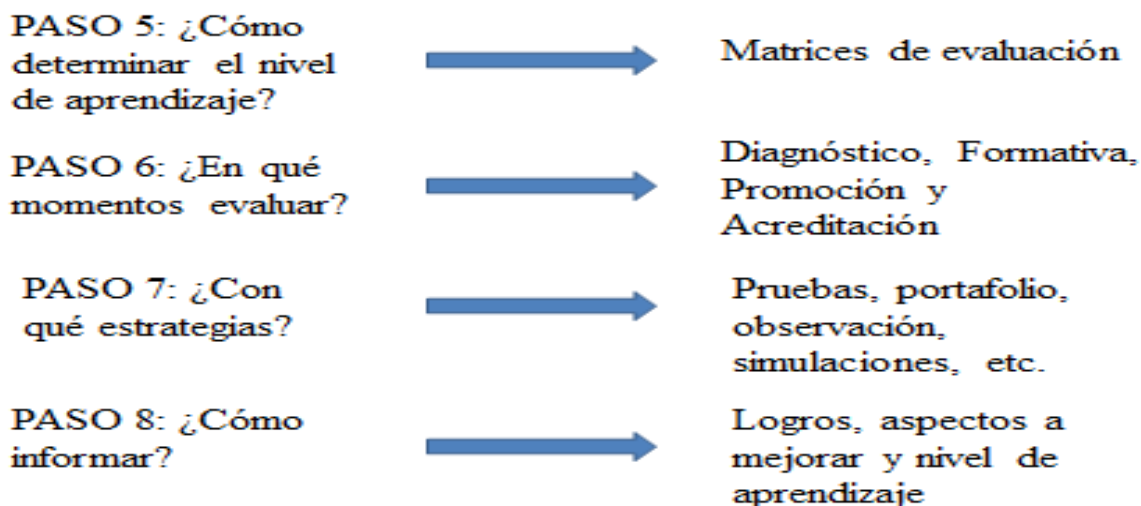 PASO 5: ¿Cómo
determinar el nivel
de aprendizaje?
Matrices de evaluación
PASO 6: ¿En qué
momentos evaluar?
Diagnóstico, Formativa,
Promoción y
Acreditación
PASO 7: ¿Con
qué estrategias?
Pruebas, portafolio,
observación,
simulaciones, etc.
PASO 8: ¿Cómo
informar?
Logros, aspectos a
mejorar y nivel de
aprendizaje